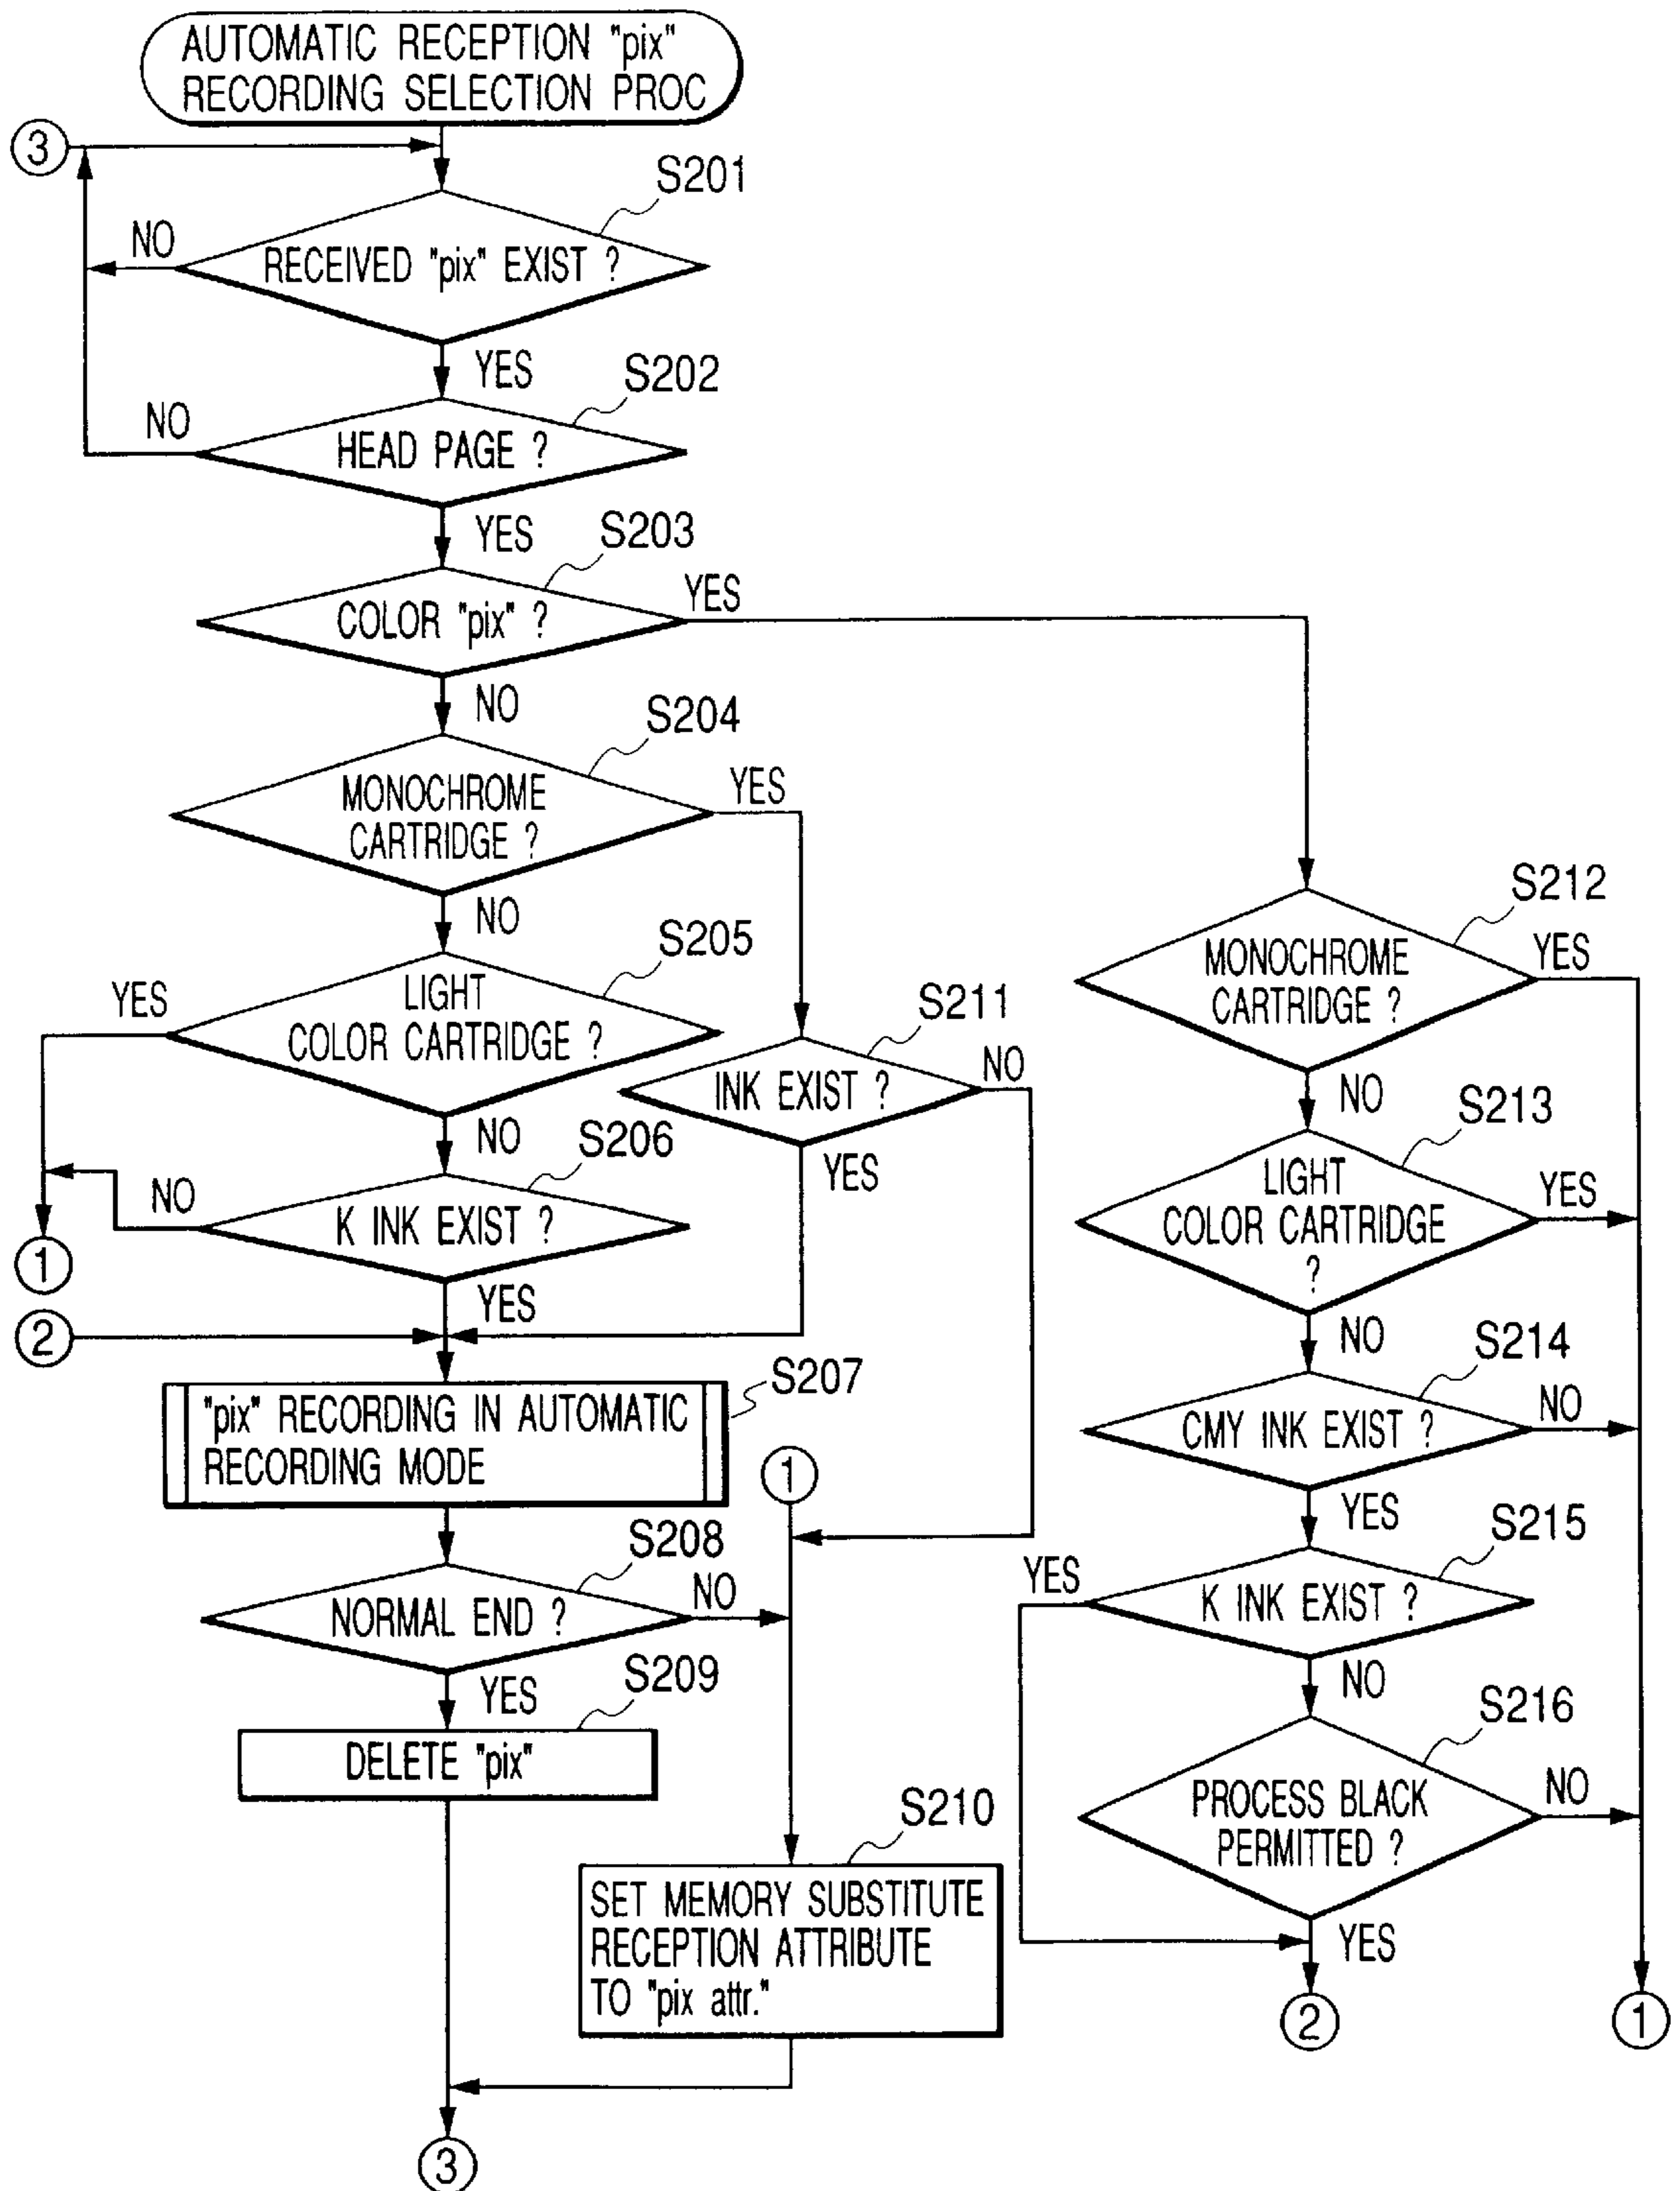 AUTOMATIC RECEPTION "pix"
RECORDING SELECTION PROC
3
S201
NO
RECEIVED "pix" EXIST ?
YES
S202
NO
HEAD PAGE ?
YES
S203
YES
COLOR "pix" ?
NO
S204
YES
MONOCHROME
CARTRIDGE ?
NO
S205
YES
LIGHT
COLOR CARTRIDGE ?
NO
S206
NO
K INK EXIST ?
1
YES
2
S211
INK EXIST ?
NO
YES
S207
"pix" RECORDING IN AUTOMATIC
RECORDING MODE
1
S208
NO
NORMAL END ?
YES
S209
DELETE "pix"
S210
SET MEMORY SUBSTITUTE
RECEPTION ATTRIBUTE
TO "pix attr."
3
S212
YES
MONOCHROME
CARTRIDGE ?
NO
S213
LIGHT
COLOR CARTRIDGE
?
YES
NO
S214
CMY INK EXIST ?
NO
YES
S215
YES
K INK EXIST ?
NO
S216
PROCESS BLACK
PERMITTED ?
NO
YES
2
1